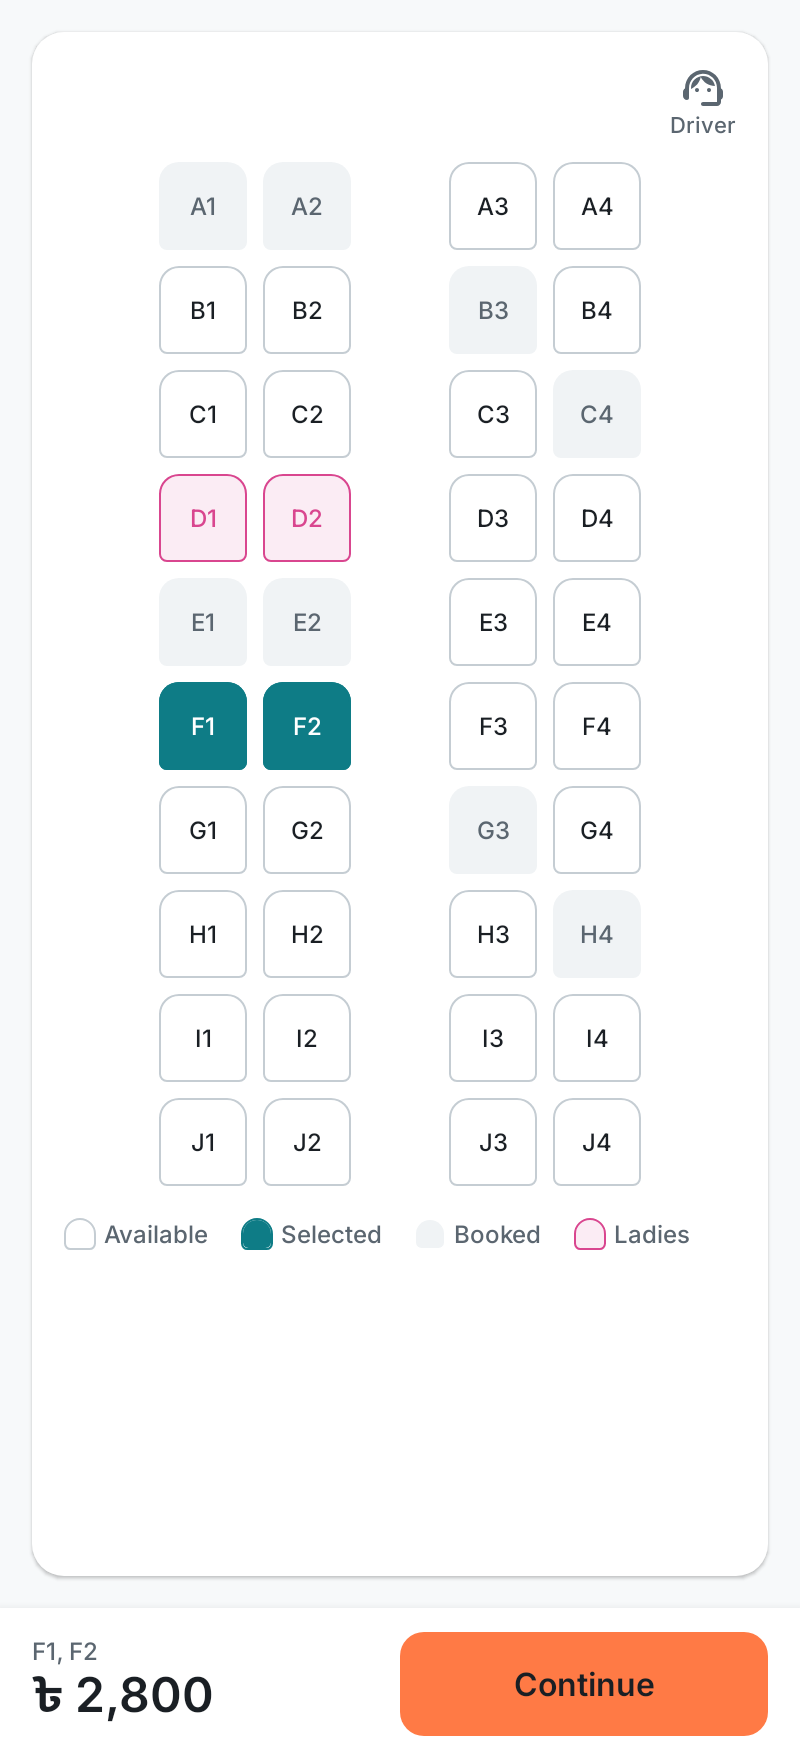 Driver
A1 A2 A3 A4
B1 B2 B3 B4
C1 C2 C3 C4
D1 D2 D3 D4
E1 E2 E3 E4
F1 F2 F3 F4
G1 G2 G3 G4
H1 H2 H3 H4
I1 I2 I3 I4
J1 J2 J3 J4
Available Selected Booked Ladies
F1, F2
৳ 2,800
Continue